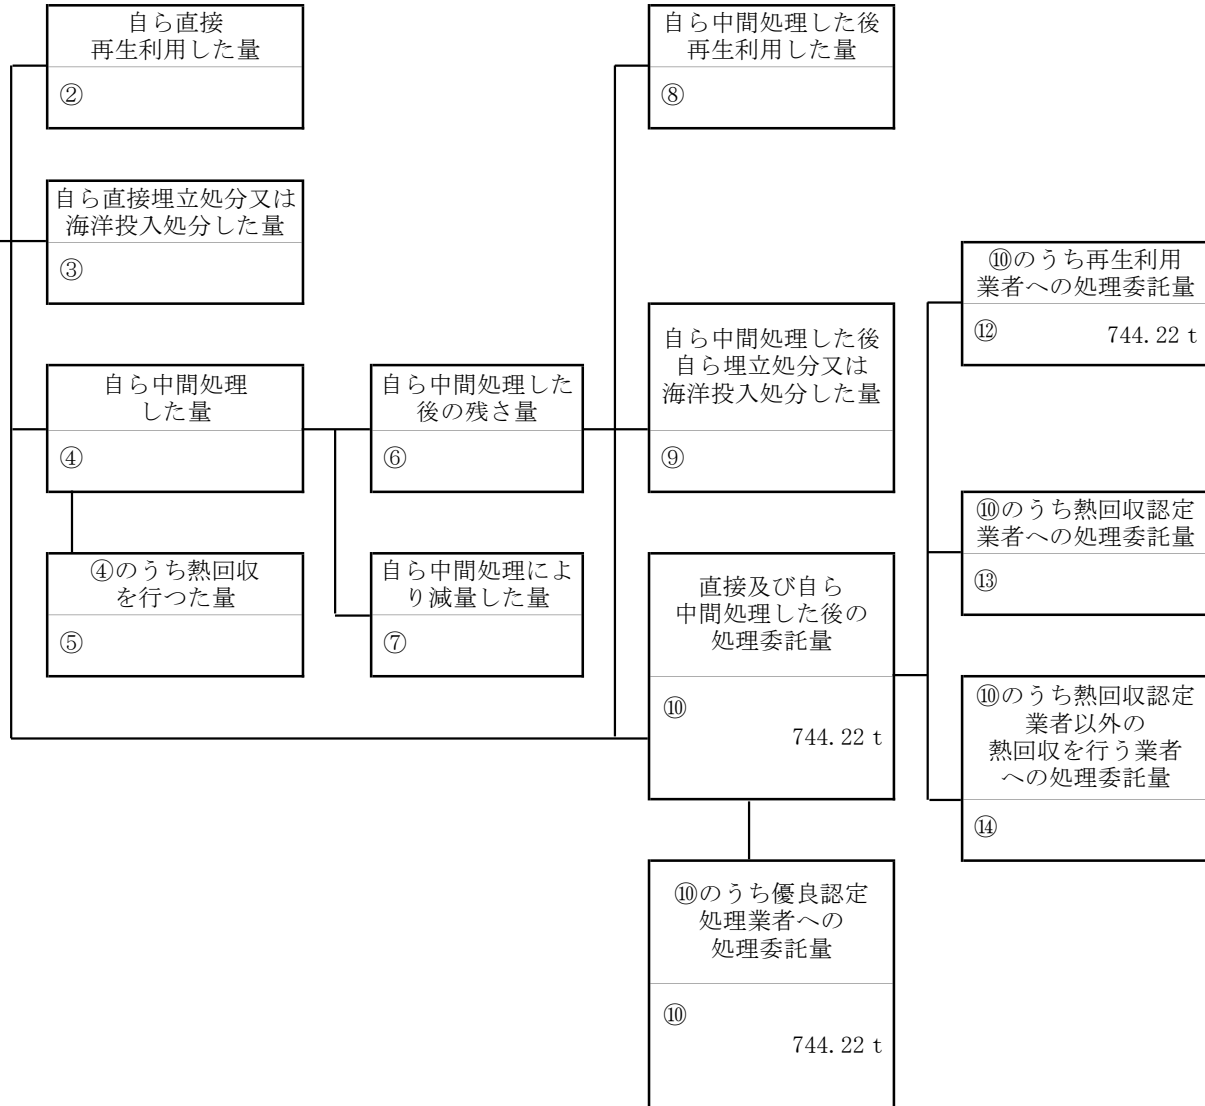 自ら直接
再生利用した量
②
自ら中間処理した後
再生利用した量
⑧
自ら直接埋立処分又は
海洋投入処分した量
③
⑩のうち再生利用
業者への処理委託量
⑫ 744.22 t
自ら中間処理した後
自ら埋立処分又は
海洋投入処分した量
⑨
自ら中間処理
した量
④
自ら中間処理した
後の残さ量
⑥
⑩のうち熱回収認定
業者への処理委託量
⑬
④のうち熱回収
を行つた量
⑤
自ら中間処理によ
り減量した量
⑦
直接及び自ら
中間処理した後の
処理委託量
⑩
744.22 t
⑩のうち熱回収認定
業者以外の
熱回収を行う業者
への処理委託量
⑭
⑩のうち優良認定
処理業者への
処理委託量
⑩
744.22 t